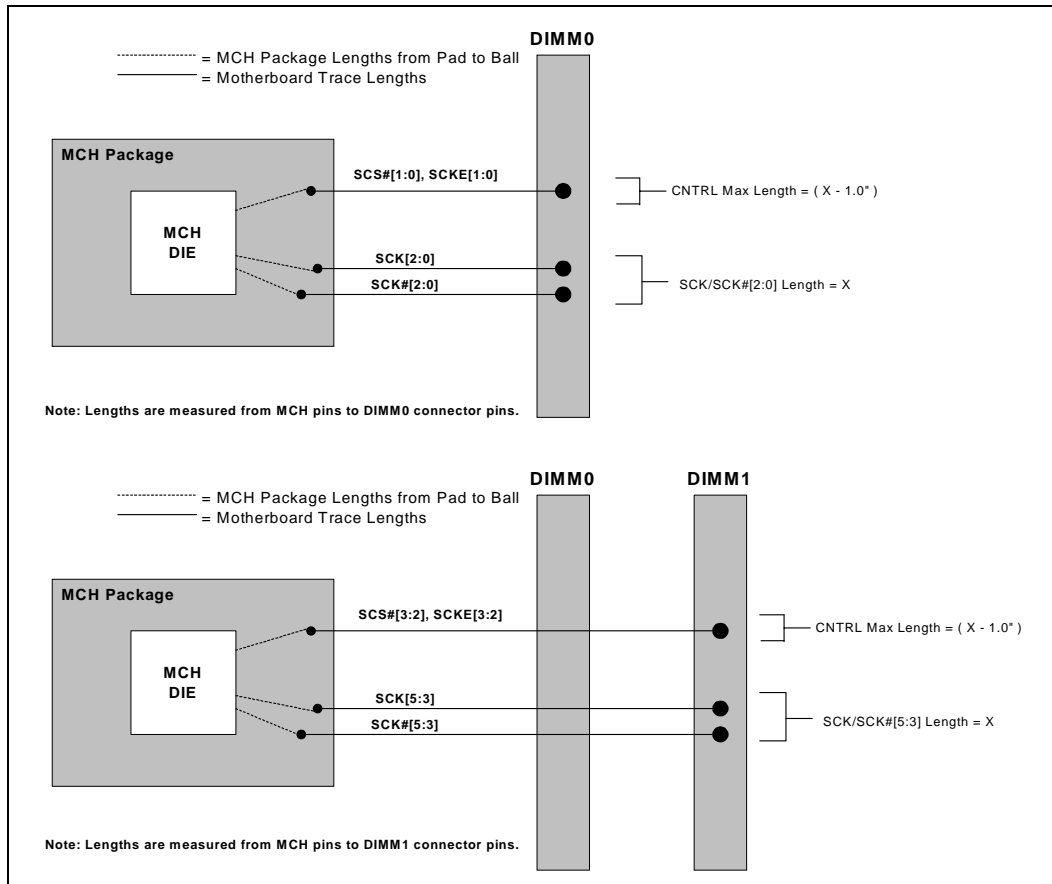 DIMM0
= MCH Package Lengths from Pad to Ball
= Motherboard Trace Lengths
MCH Package
SCS#[1:0], SCKE[1:0]
CNTRL Max Length = ( X - 1.0" )
MCH
DIE
SCK[2:0]
SCK#[2:0]
SCK/SCK#[2:0] Length = X
Note: Lengths are measured from MCH pins to DIMM0 connector pins.
DIMM0
DIMM1
= MCH Package Lengths from Pad to Ball
= Motherboard Trace Lengths
MCH Package
SCS#[3:2], SCKE[3:2]
CNTRL Max Length = ( X - 1.0" )
MCH
DIE
SCK[5:3]
SCK#[5:3]
SCK/SCK#[5:3] Length = X
Note: Lengths are measured from MCH pins to DIMM1 connector pins.